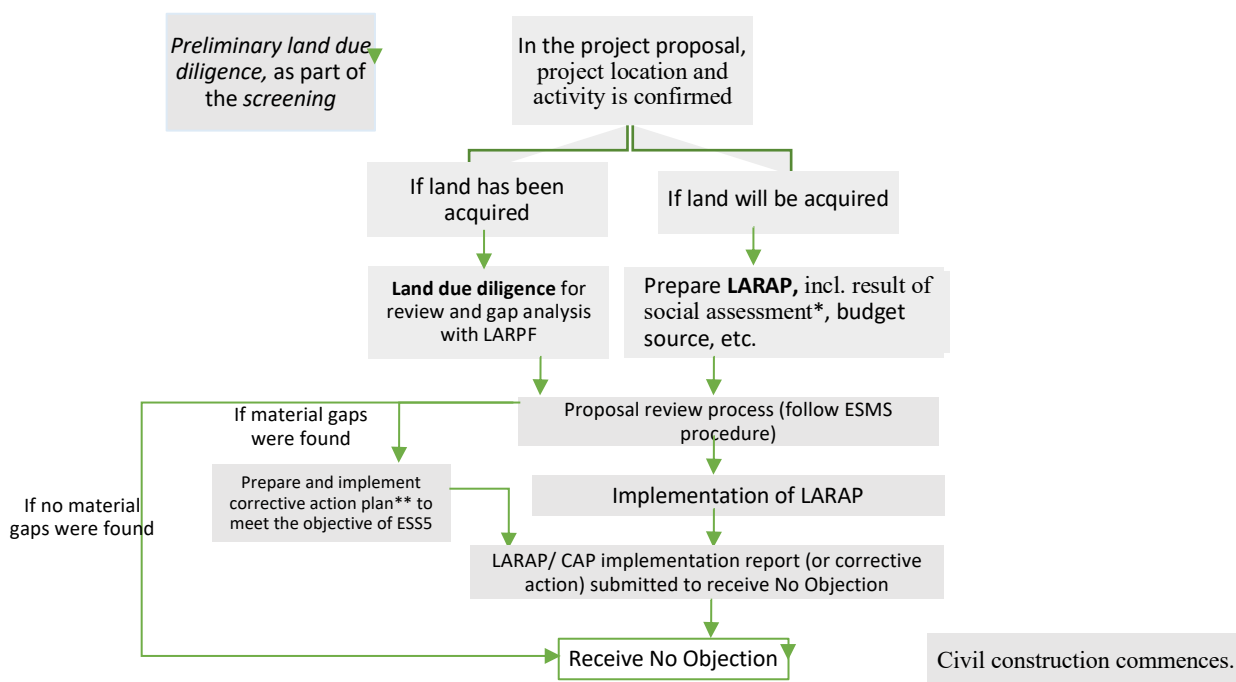 Preliminary land due
diligence, as part of
the screening
In the project proposal,
project location and
activity is confirmed
If land has been
acquired
If land will be acquired
Land due diligence for
review and gap analysis
with LARPF
Prepare LARAP, incl. result of
social assessment*, budget
source, etc.
If material gaps
were found
Proposal review process (follow ESMS
procedure)
If no material
gaps were found
Prepare and implement
corrective action plan** to
meet the objective of ESS5
Implementation of LARAP
LARAP/ CAP implementation report (or corrective
action) submitted to receive No Objection
Receive No Objection
Civil construction commences.